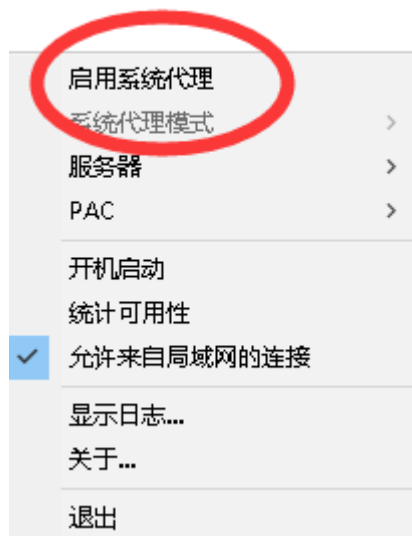 启用系统代理
系统代理模式
服务器
PAC
开机启动
统计可用性
允许来自局域网的连接
显示日志...
关于...
退出